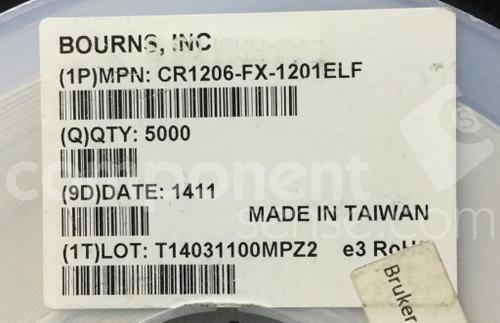 BOURNS, INC
(1P)MPN: CR1206-FX-1201ELF
(Q)QTY: 5000
(9D)DATE: 1411
MADE IN TAIWAN
(1T)LOT: T14031100MPZ2 e3
Bruker
component
sense.com